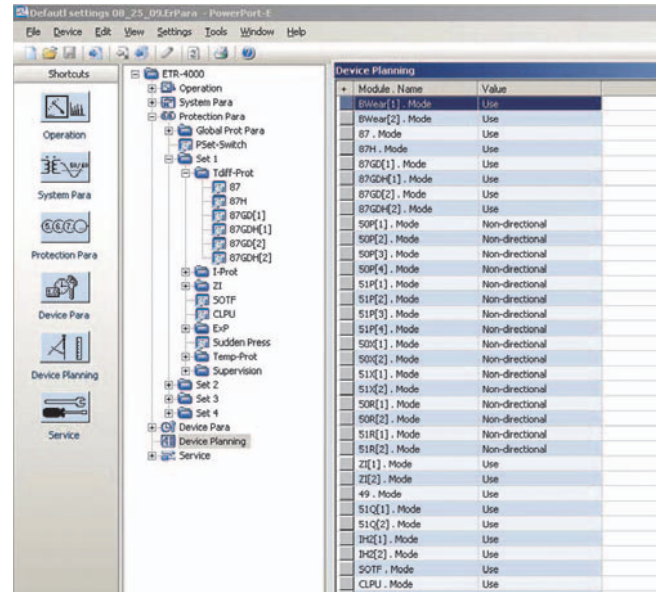 Defautl settings 08_25_09.ErPara - PowerPort-E
File Device Edit View Settings Tools Window Help
Shortcuts
Operation
System Para
Protection Para
Device Para
Device Planning
Service
ETR-4000
Operation
System Para
Protection Para
Global Prot Para
PSet-Switch
Set 1
Tdiff-Prot
87
87H
87GD[1]
87GDH[1]
87GD[2]
87GDH[2]
I-Prot
ZI
SOTF
CLPU
ExP
Sudden Press
Temp-Prot
Supervision
Set 2
Set 3
Set 4
Device Para
Device Planning
Service
Device Planning
+ Module . Name Value
BWear[1] . Mode Use
BWear[2] . Mode Use
87 . Mode Use
87H . Mode Use
87GD[1] . Mode Use
87GDH[1] . Mode Use
87GD[2] . Mode Use
87GDH[2] . Mode Use
50P[1] . Mode Non-directional
50P[2] . Mode Non-directional
50P[3] . Mode Non-directional
50P[4] . Mode Non-directional
51P[1] . Mode Non-directional
51P[2] . Mode Non-directional
51P[3] . Mode Non-directional
51P[4] . Mode Non-directional
50X[1] . Mode Non-directional
50X[2] . Mode Non-directional
51X[1] . Mode Non-directional
51X[2] . Mode Non-directional
50R[1] . Mode Non-directional
50R[2] . Mode Non-directional
51R[1] . Mode Non-directional
51R[2] . Mode Non-directional
ZI[1] . Mode Use
ZI[2] . Mode Use
49 . Mode Use
51Q[1] . Mode Use
51Q[2] . Mode Use
IH2[1] . Mode Use
IH2[2] . Mode Use
SOTF . Mode Use
CLPU . Mode Use